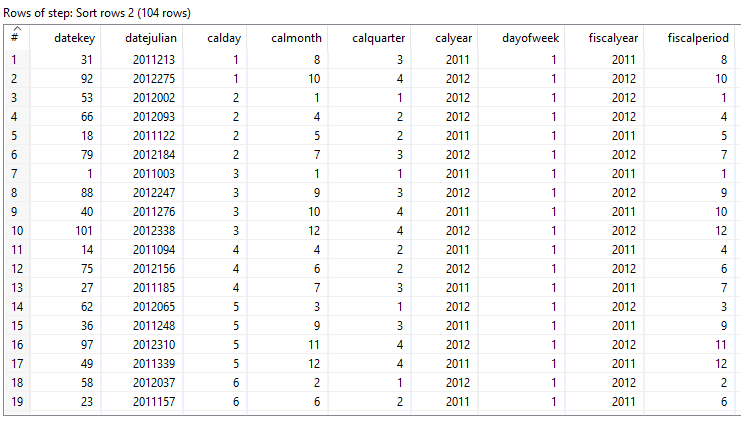 Rows of step: Sort rows 2 (104 rows)
# datekey datejulian calday calmonth calquarter calyear dayofweek fiscalyear fiscalperiod
1 31 2011213 1 8 3 2011 1 2011 8
2 92 2012275 1 10 4 2012 1 2012 10
3 53 2012002 2 1 1 2012 1 2012 1
4 66 2012093 2 4 2 2012 1 2012 4
5 18 2011122 2 5 2 2011 1 2011 5
6 79 2012184 2 7 3 2012 1 2012 7
7 1 2011003 3 1 1 2011 1 2011 1
8 88 2012247 3 9 3 2012 1 2012 9
9 40 2011276 3 10 4 2011 1 2011 10
10 101 2012338 3 12 4 2012 1 2012 12
11 14 2011094 4 4 2 2011 1 2011 4
12 75 2012156 4 6 2 2012 1 2012 6
13 27 2011185 4 7 3 2011 1 2011 7
14 62 2012065 5 3 1 2012 1 2012 3
15 36 2011248 5 9 3 2011 1 2011 9
16 97 2012310 5 11 4 2012 1 2012 11
17 49 2011339 5 12 4 2011 1 2011 12
18 58 2012037 6 2 1 2012 1 2012 2
19 23 2011157 6 6 2 2011 1 2011 6